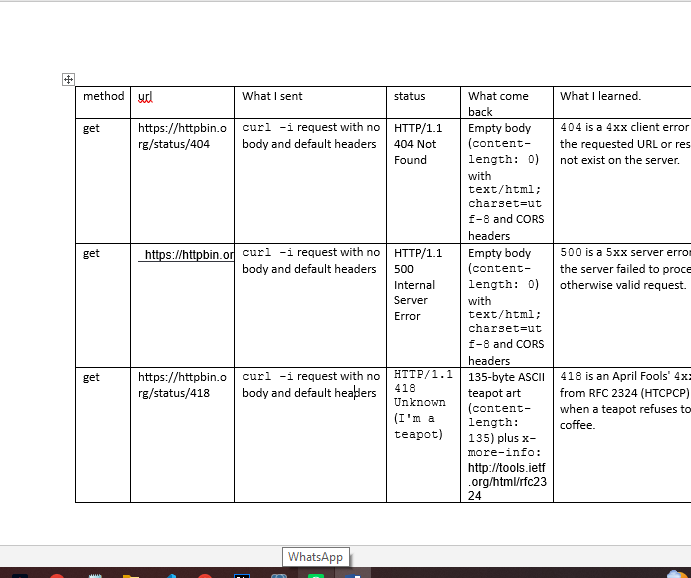 method
url
What I sent
status
What come
back
What I learned.
get
https://httpbin.o
rg/status/404
curl -i request with no
body and default headers
HTTP/1.1
404 Not
Found
Empty body
(content-
length: 0)
with
text/html;
charset=ut
f-8 and CORS
headers
404 is a 4xx client error
the requested URL or res
not exist on the server.
get
https://httpbin.or
curl -i request with no
body and default headers
HTTP/1.1
500
Internal
Server
Error
Empty body
(content-
length: 0)
with
text/html;
charset=ut
f-8 and CORS
headers
500 is a 5xx server error
the server failed to proce
otherwise valid request.
get
https://httpbin.o
rg/status/418
curl -i request with no
body and default headers
HTTP/1.1
418
Unknown
(I'm a
teapot)
135-byte ASCII
teapot art
(content-
length:
135) plus x-
more-info:
http://tools.ietf
.org/html/rfc23
24
418 is an April Fools' 4xx
from RFC 2324 (HTCPCP)
when a teapot refuses to
coffee.
WhatsApp